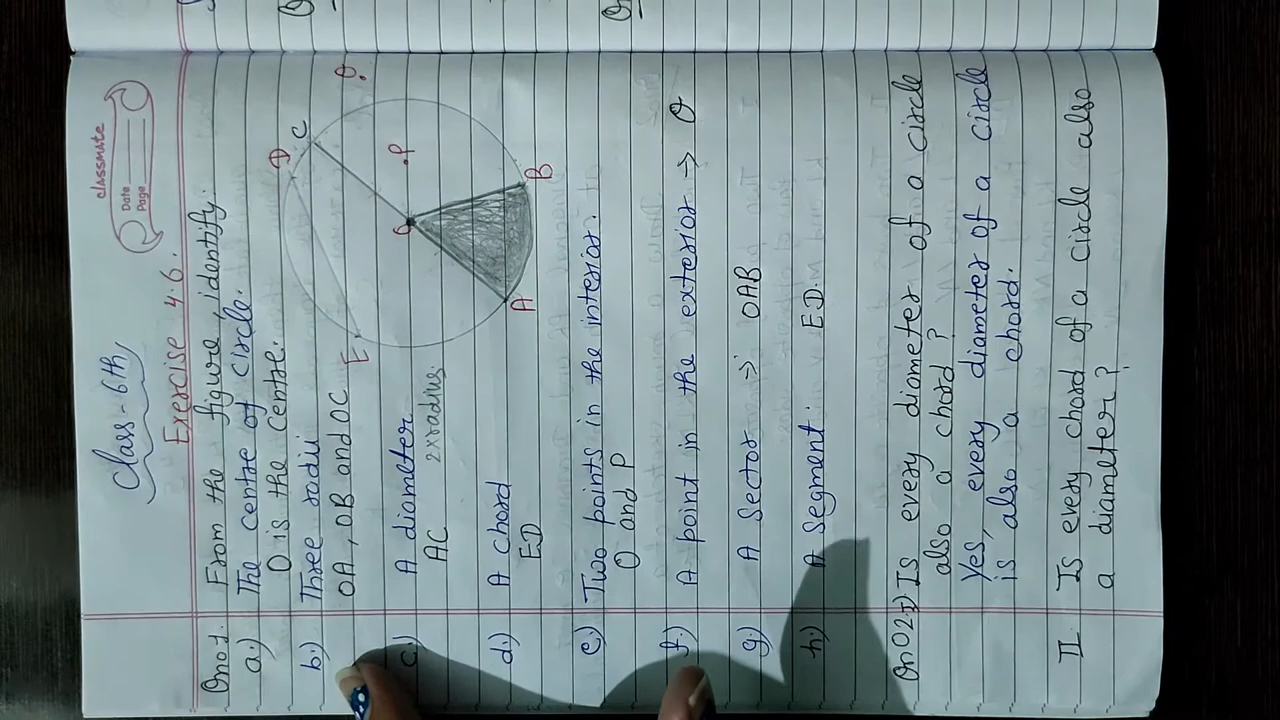 classmate
Date
Page
Class - 6th
Exercise 4.6.
Qno1. From the figure, identify:
a.) The centre of circle.
O is the centre.
b.) Three radii
OA, OB and OC
c.) A diameter
AC 2xradius.
d.) A chord
ED
e.) Two points in the interior.
O and P
f.) A point in the exterior → Q
g.) A sector → OAB
h.) A segment. ED.
D
C
Q.
.P
O
E
A
B
Qn02. I) Is every diameter of a circle
also a chord?
Yes, every diameter of a circle
is also a chord.
II. Is every chord of a circle also
a diameter?